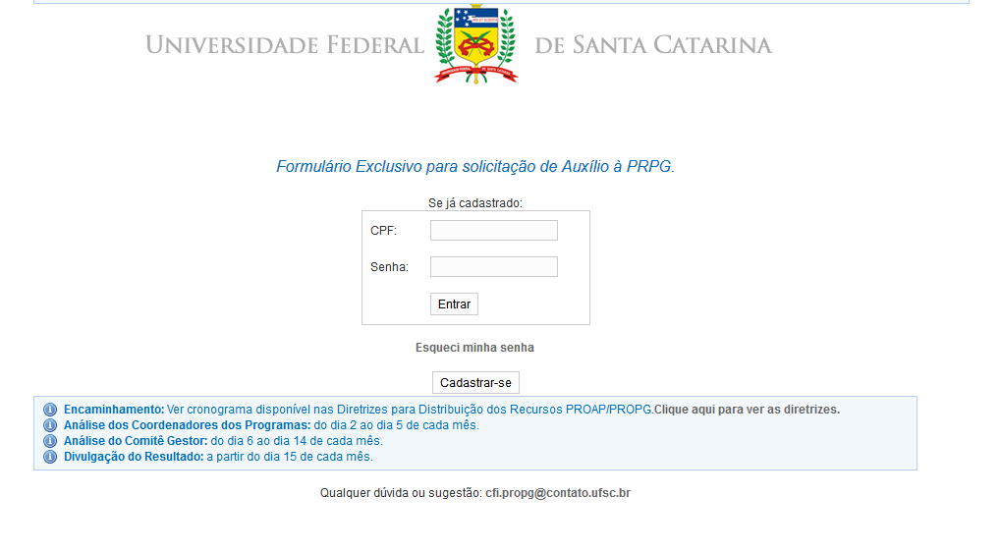 UNIVERSIDADE FEDERAL DE SANTA CATARINA
Formulário Exclusivo para solicitação de Auxílio à PRPG.
Se já cadastrado:
CPF:
Senha:
Entrar
Esqueci minha senha
Cadastrar-se
Encaminhamento: Ver cronograma disponível nas Diretrizes para Distribuição dos Recursos PROAP/PROPG.Clique aqui para ver as diretrizes.
Análise dos Coordenadores dos Programas: do dia 2 ao dia 5 de cada mês.
Análise do Comitê Gestor: do dia 6 ao dia 14 de cada mês.
Divulgação do Resultado: a partir do dia 15 de cada mês.
Qualquer dúvida ou sugestão: cfi.propg@contato.ufsc.br